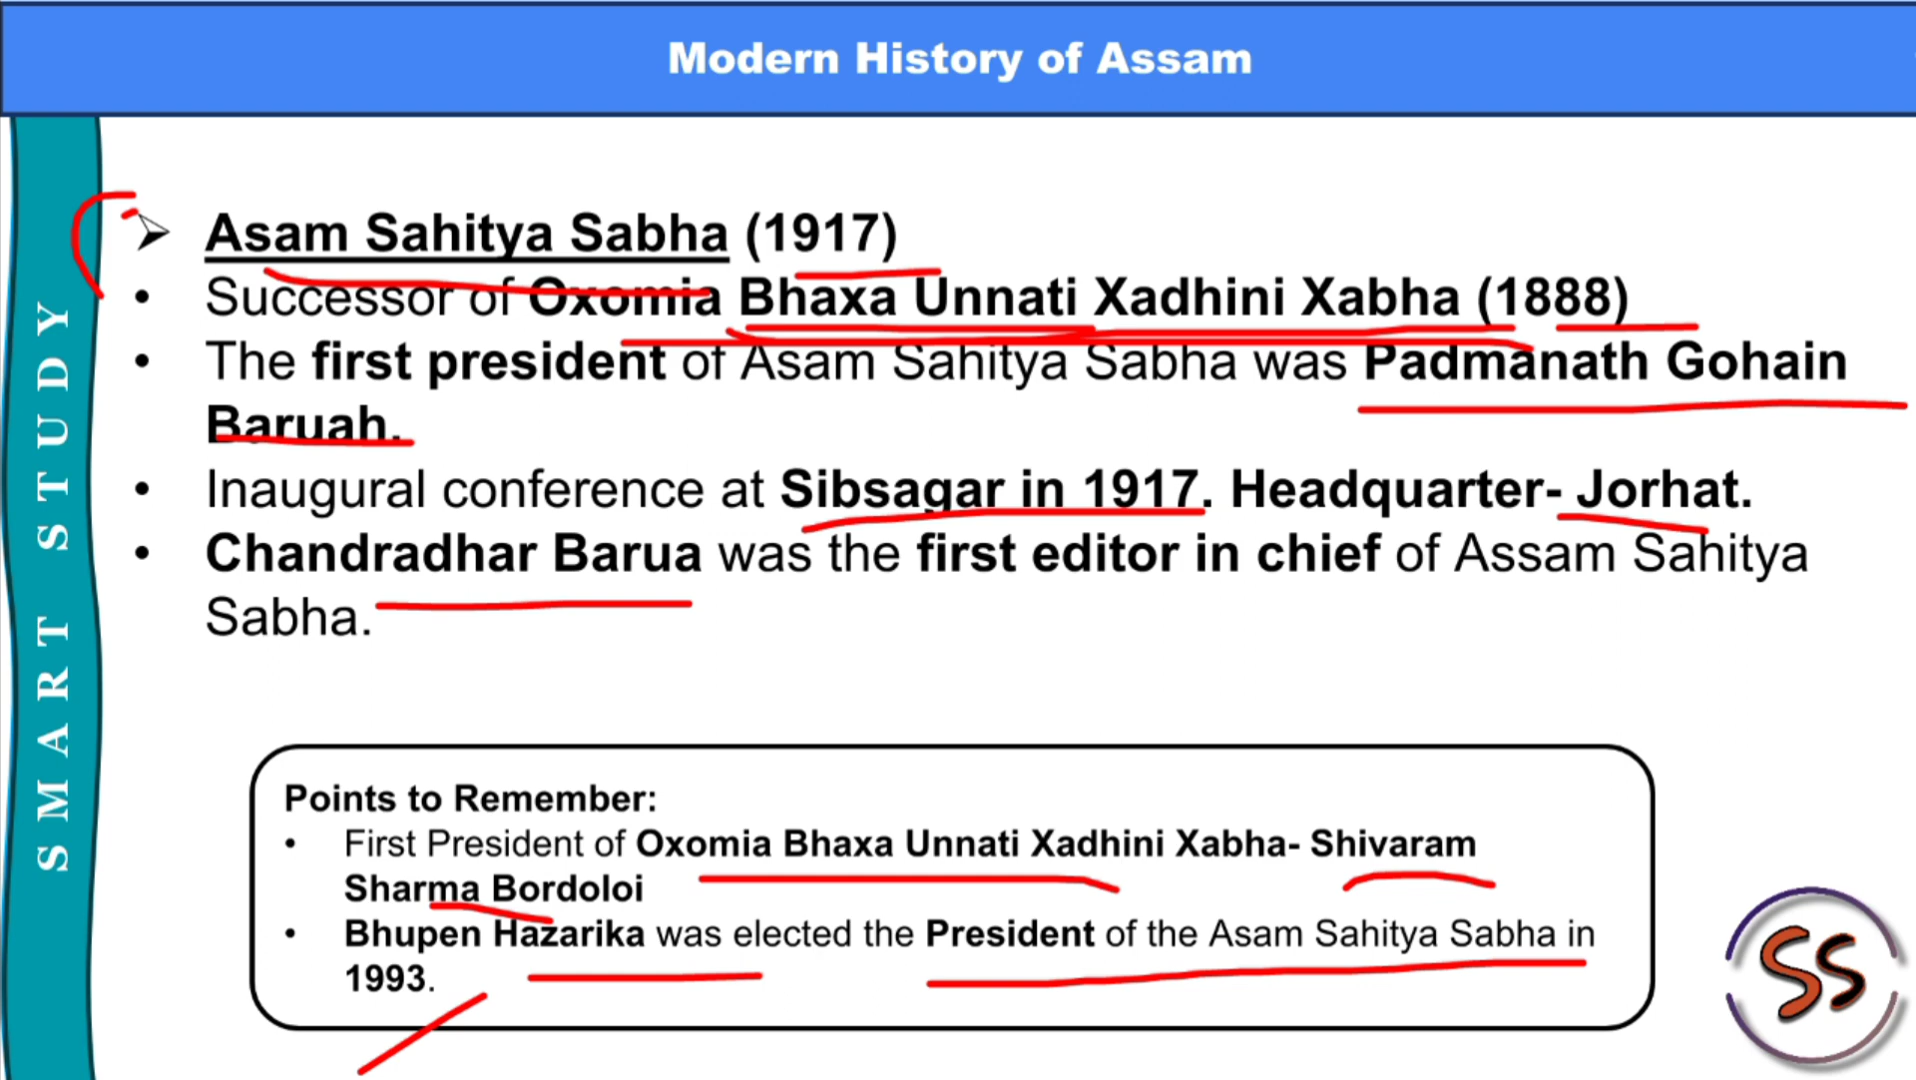 Modern History of Assam
SMART STUDY
Asam Sahitya Sabha (1917)
Successor of Oxomia Bhaxa Unnati Xadhini Xabha (1888)
The first president of Asam Sahitya Sabha was Padmanath Gohain
Baruah.
Inaugural conference at Sibsagar in 1917. Headquarter- Jorhat.
Chandradhar Barua was the first editor in chief of Assam Sahitya
Sabha.
Points to Remember:
First President of Oxomia Bhaxa Unnati Xadhini Xabha- Shivaram
Sharma Bordoloi
Bhupen Hazarika was elected the President of the Asam Sahitya Sabha in
1993.
SS